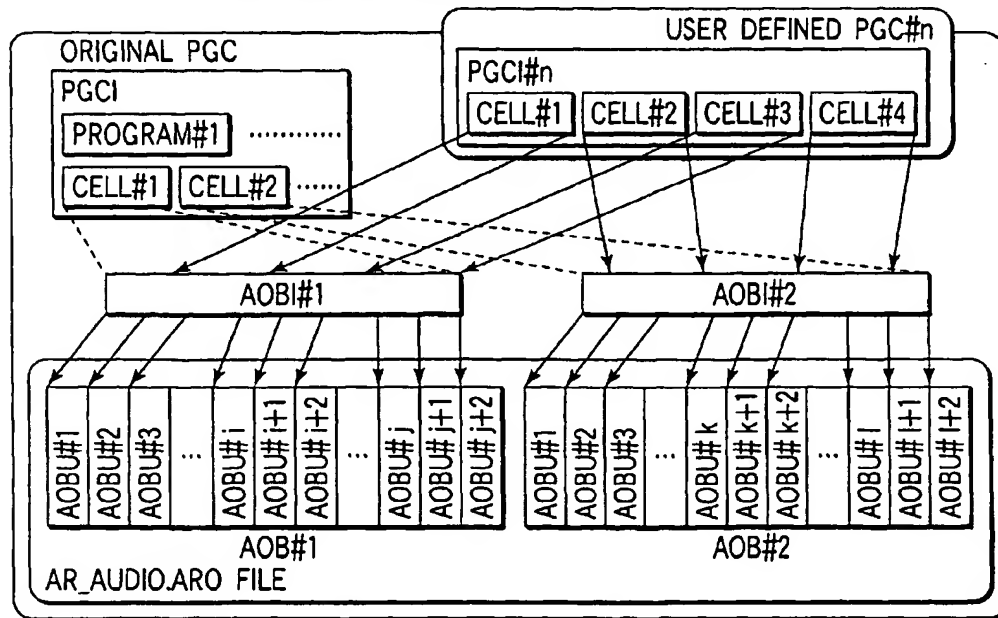 ORIGINAL PGC
PGCI
PROGRAM#1 ............
CELL#1 CELL#2 ......
USER DEFINED PGC#n
PGCI#n
CELL#1 CELL#2 CELL#3 CELL#4
AOBI#1 AOBI#2
AOBU#1
AOBU#2
AOBU#3
...
AOBU# i
AOBU# i+1
AOBU# i+2
...
AOBU# j
AOBU# j+1
AOBU# j+2
AOBU#1
AOBU#2
AOBU#3
...
AOBU# k
AOBU# k+1
AOBU# k+2
...
AOBU# l
AOBU# l+1
AOBU# l+2
AOB#1 AOB#2
AR_AUDIO.ARO FILE